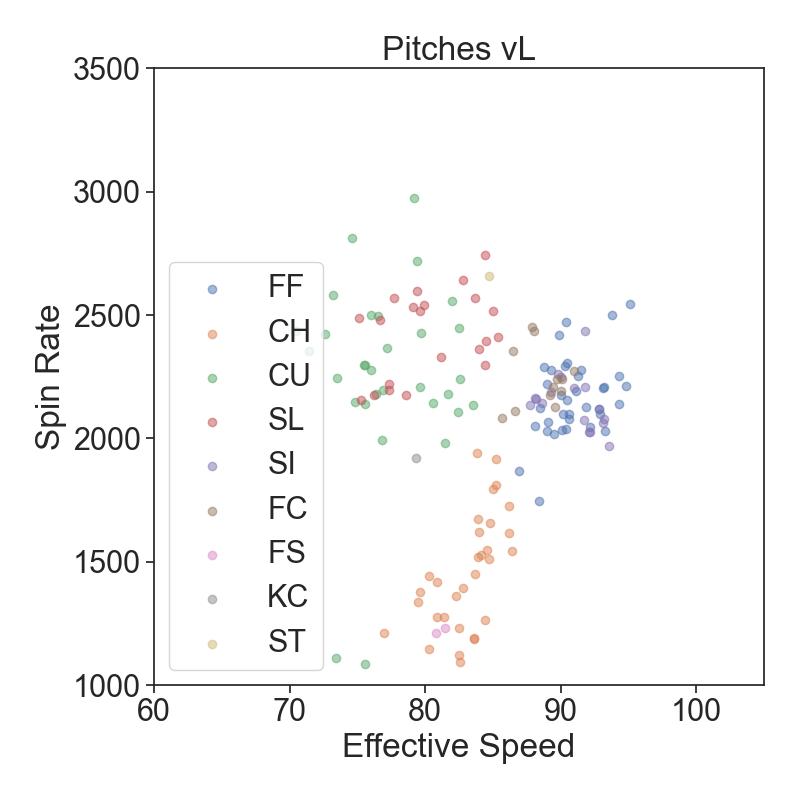 Pitches vL
3500
3000
2500
2000
1500
1000
Spin Rate
FF
CH
CU
SL
SI
FC
FS
KC
ST
60 70 80 90 100
Effective Speed